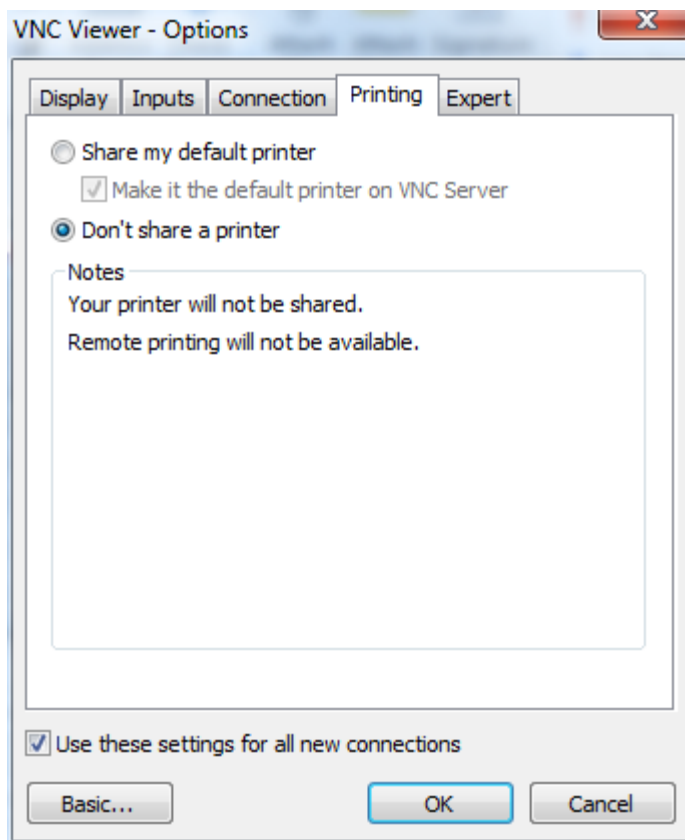 VNC Viewer - Options
Display Inputs Connection Printing Expert
Share my default printer
Make it the default printer on VNC Server
Don't share a printer
Notes
Your printer will not be shared.
Remote printing will not be available.
Use these settings for all new connections
Basic... OK Cancel